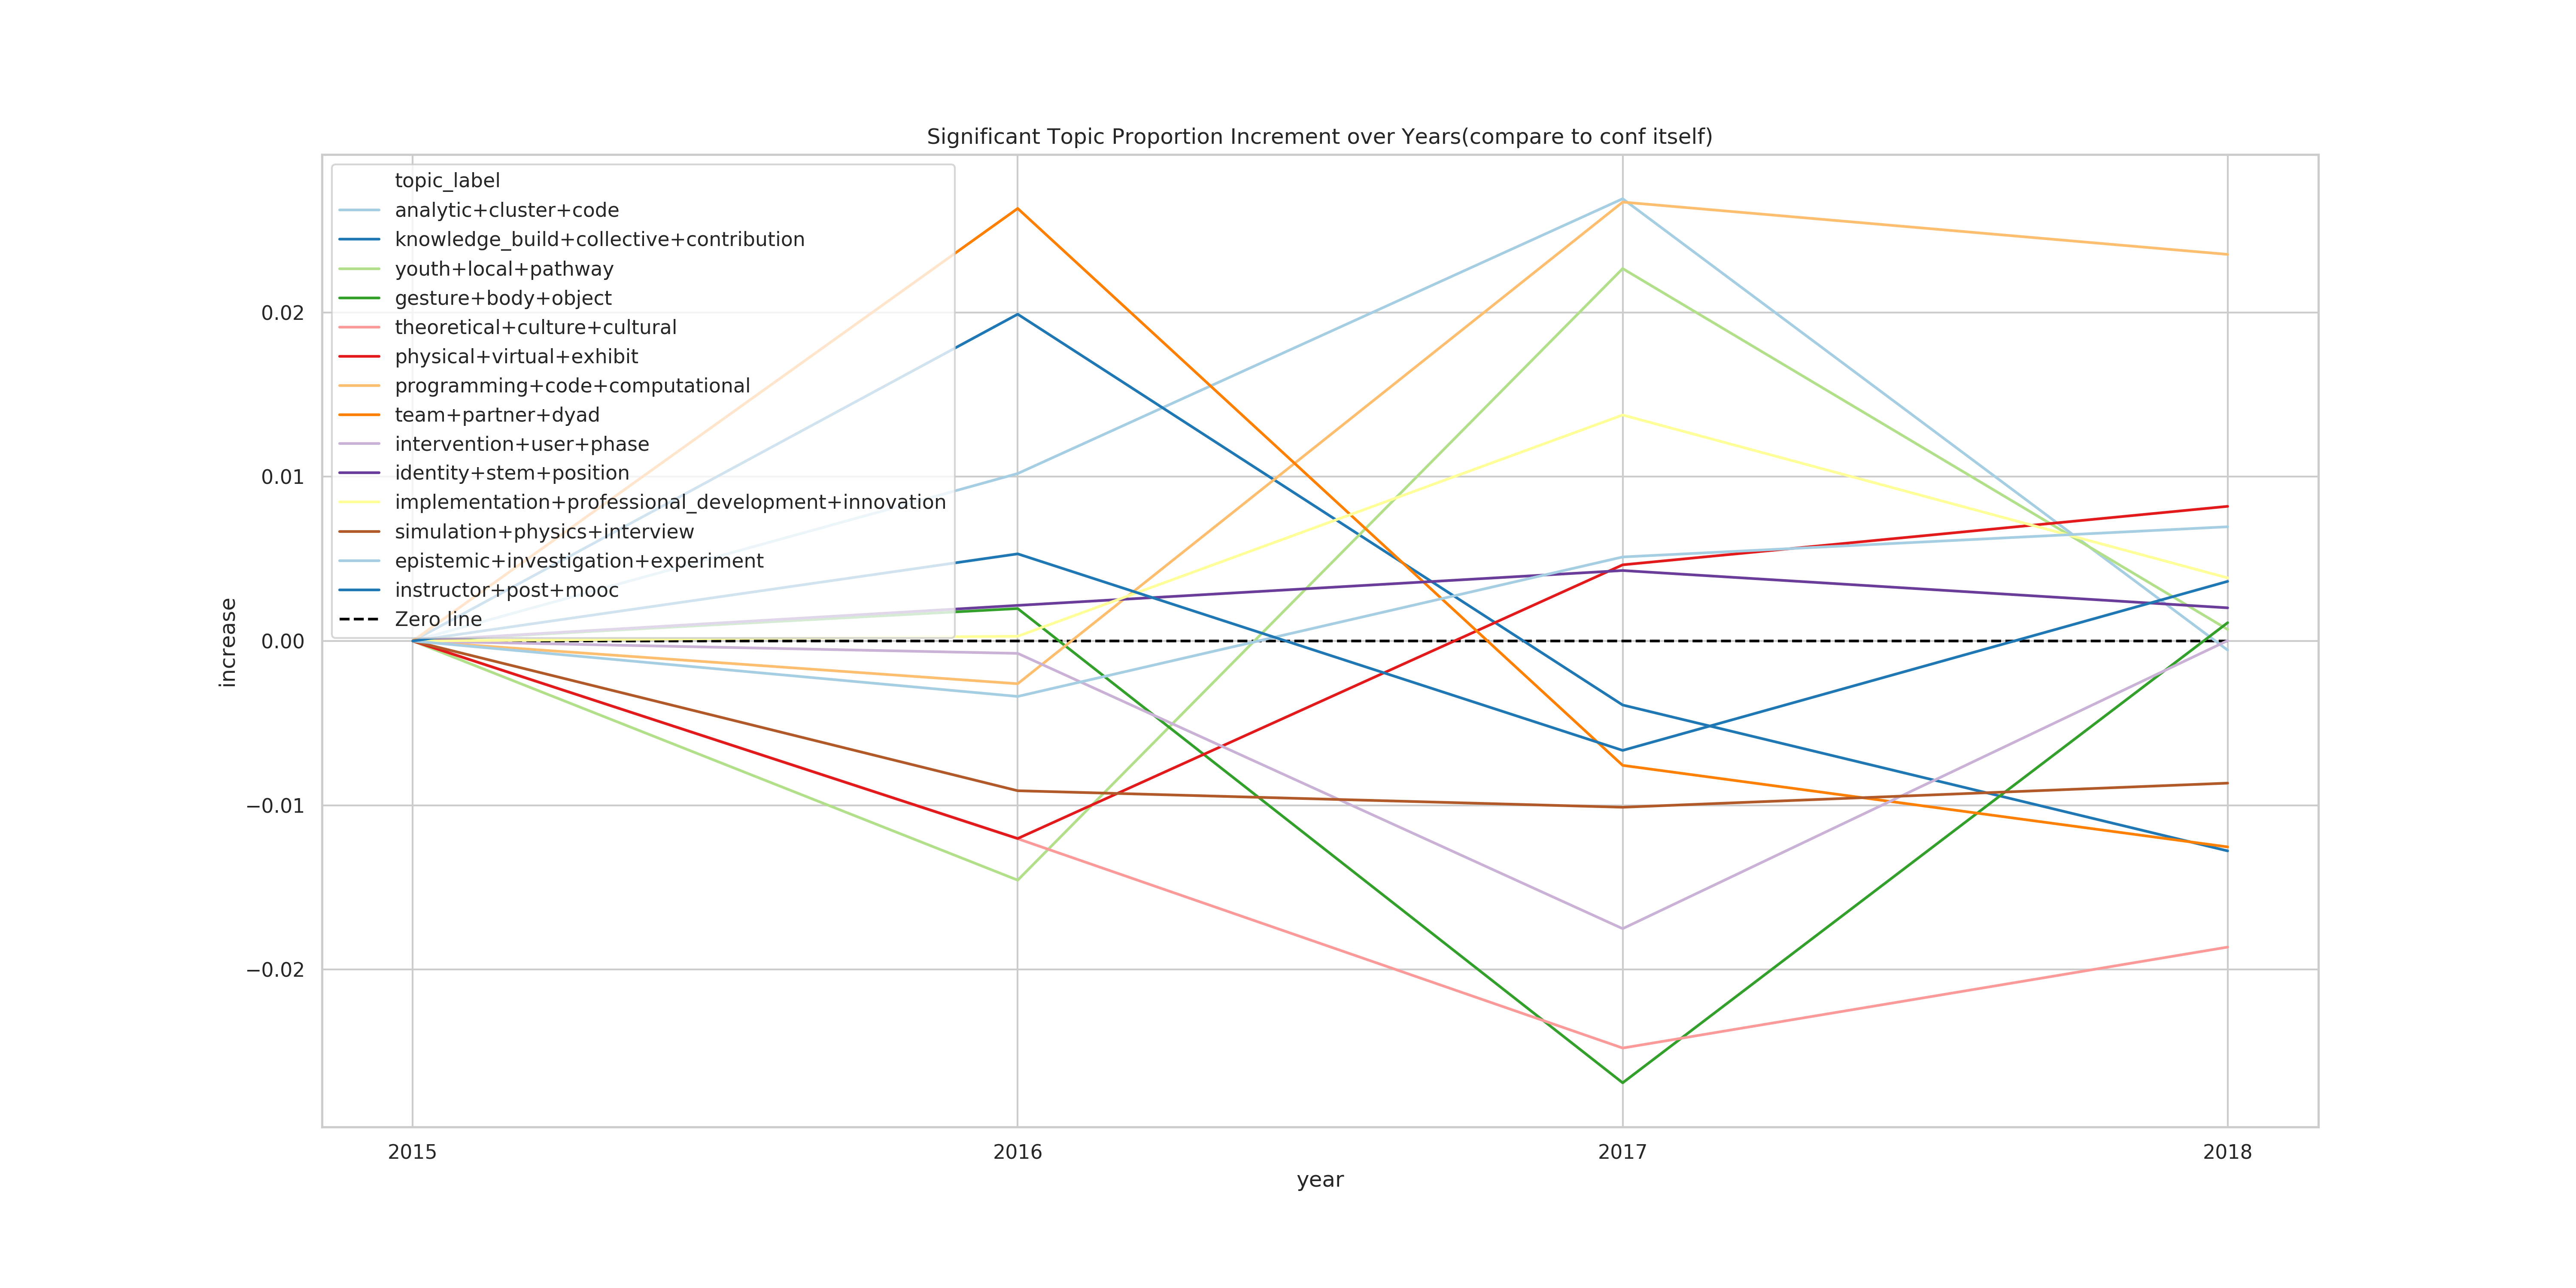 Significant Topic Proportion Increment over Years(compare to conf itself)
topic_label
analytic+cluster+code
knowledge_build+collective+contribution
youth+local+pathway
gesture+body+object
theoretical+culture+cultural
physical+virtual+exhibit
programming+code+computational
team+partner+dyad
intervention+user+phase
identity+stem+position
implementation+professional_development+innovation
simulation+physics+interview
epistemic+investigation+experiment
instructor+post+mooc
Zero line
increase
0.02
0.01
0.00
−0.01
−0.02
2015 2016 2017 2018
year